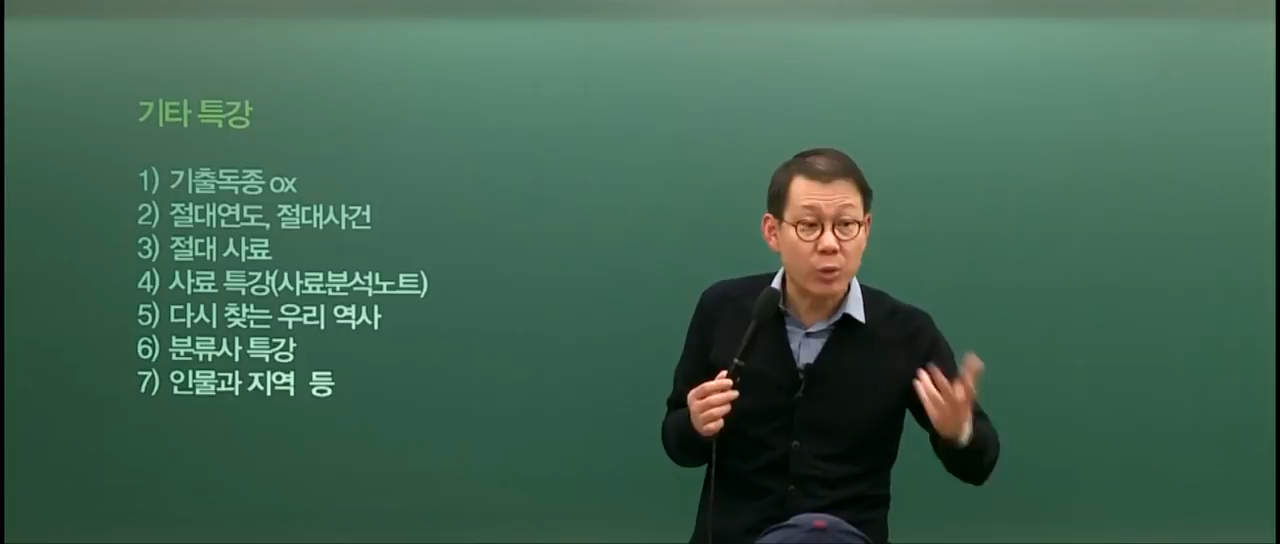 기타 특강
1) 기출독종 ox
2) 절대연도, 절대사건
3) 절대 사료
4) 사료 특강(사료분석노트)
5) 다시 찾는 우리 역사
6) 분류사 특강
7) 인물과 지역 등